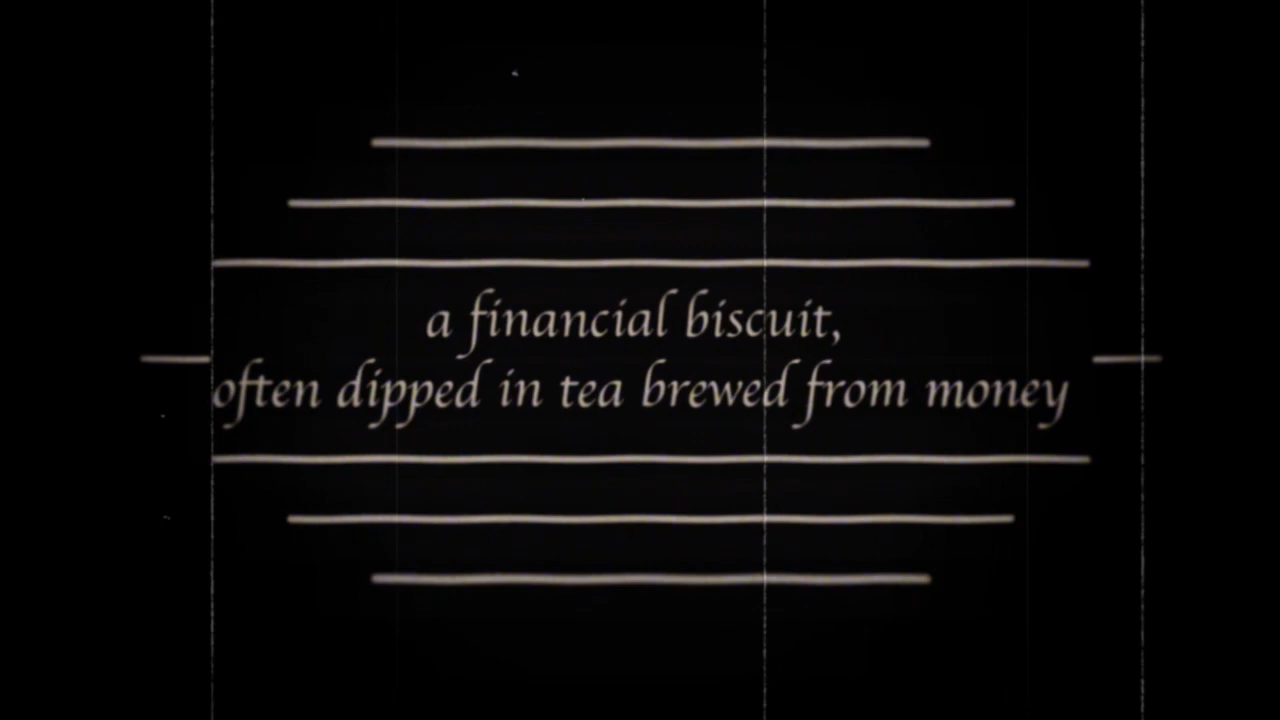 a financial biscuit,
often dipped in tea brewed from money